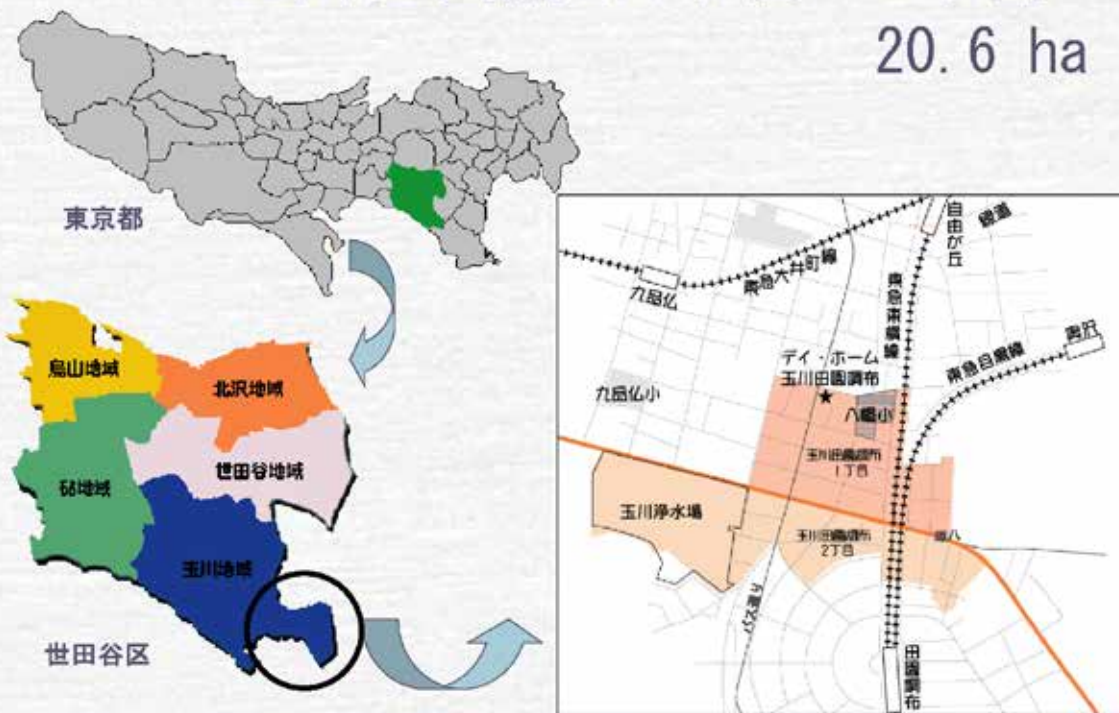 20.6 ha
東京都
烏山地域
北沢地域
世田谷地域
砧地域
玉川地域
世田谷区
自由が丘
緑道
東急大井町線
九品仏
東急東横線
奥沢
東急目黒線
デイ・ホーム
玉川田園調布
九品仏小
八幡小
玉川田園調布
1丁目
玉川浄水場
玉川田園調布
2丁目
環八
バス通り
田園調布